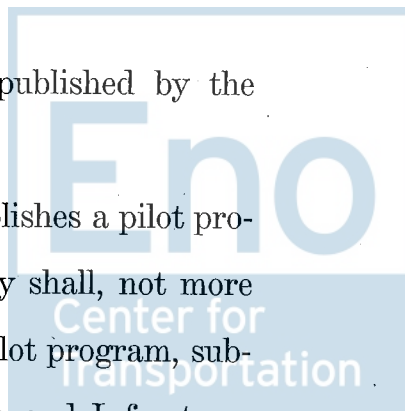 published by the
Eno
lishes a pilot pro-
y shall, not more
Center for
lot program, sub-
Transportation